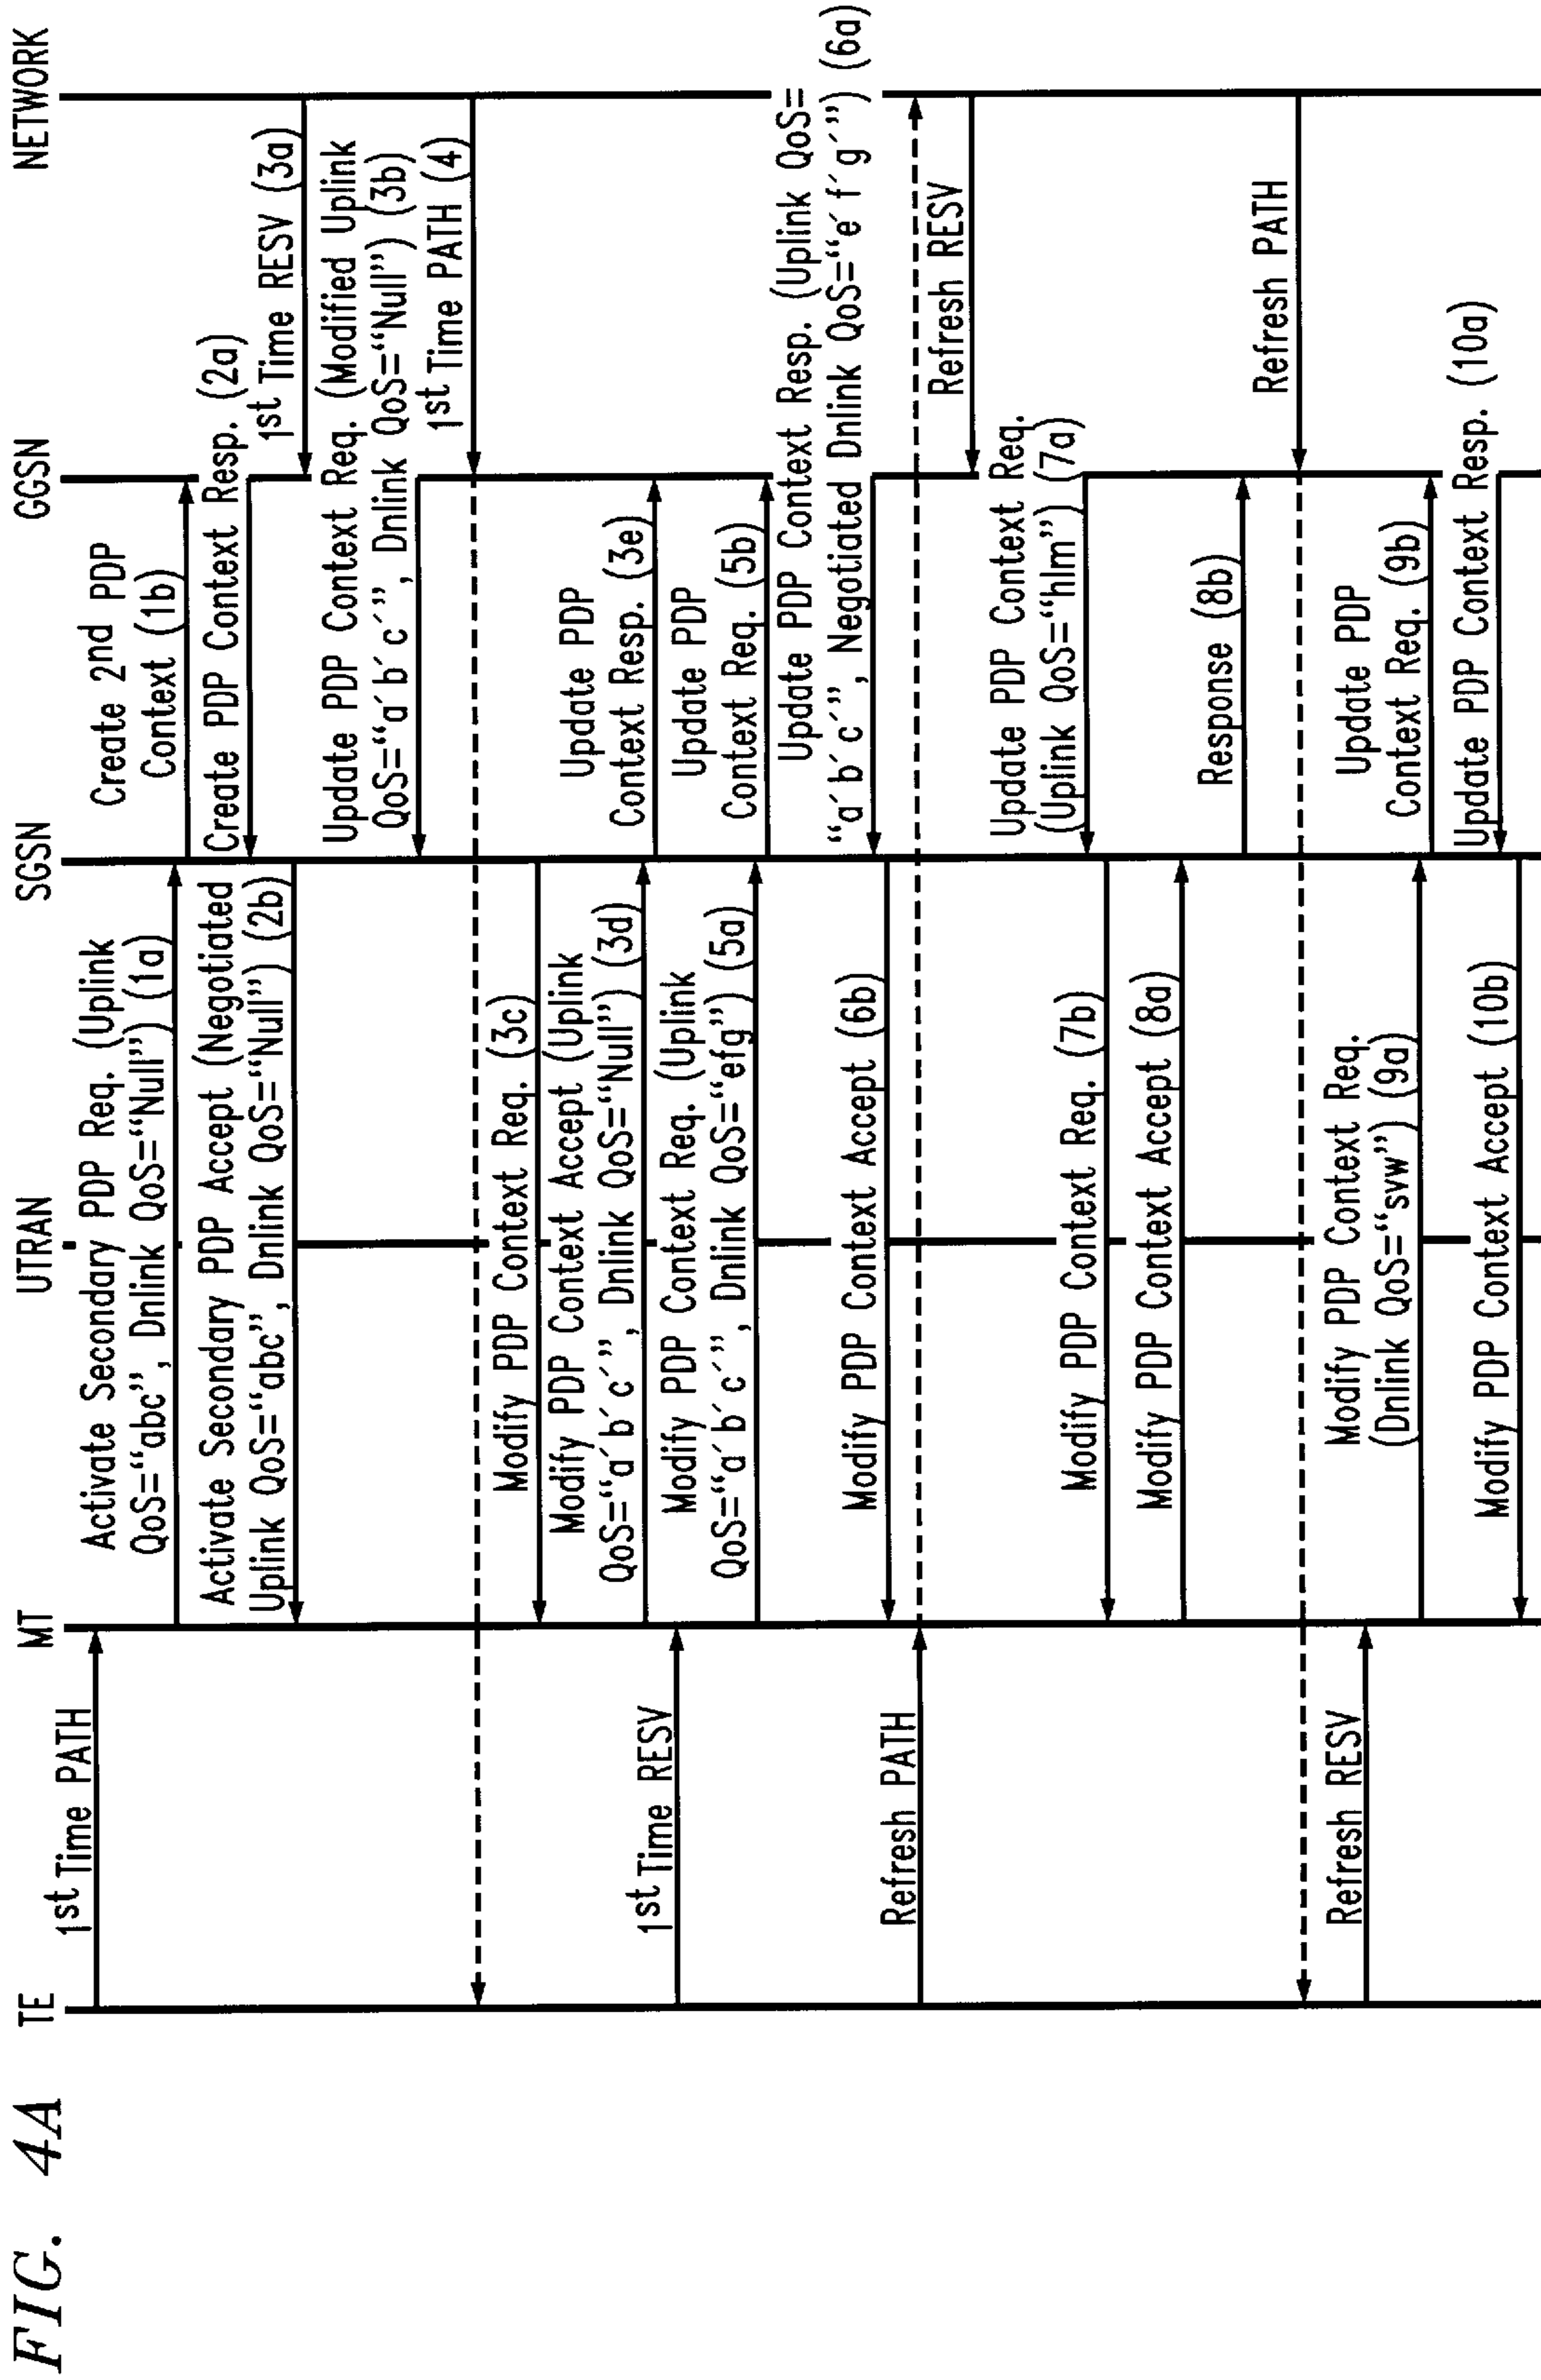 FIG. 4A
TE
MT
UTRAN
SGSN
GGSN
NETWORK
1st Time PATH
Activate Secondary PDP Req. (Uplink
QoS=“abc”, Dnlink QoS=“Null”) (1a)
Create 2nd PDP
Context (1b)
Create PDP Context Resp. (2a)
Activate Secondary PDP Accept (Negotiated
Uplink QoS=“abc”, Dnlink QoS=“Null”) (2b)
1st Time RESV (3a)
Update PDP Context Req. (Modified Uplink
QoS=“a´b´c´”, Dnlink QoS=“Null”) (3b)
1st Time PATH (4)
Modify PDP Context Req. (3c)
Modify PDP Context Accept (Uplink
QoS=“a´b´c´”, Dnlink QoS=“Null”) (3d)
Update PDP
Context Resp. (3e)
1st Time RESV
Modify PDP Context Req. (Uplink
QoS=“a´b´c´”, Dnlink QoS=“efg”) (5a)
Update PDP
Context Req. (5b)
Update PDP Context Resp. (Uplink QoS=
“a´b´c´”, Negotiated Dnlink QoS=“e´f´g´”) (6a)
Modify PDP Context Accept (6b)
Refresh PATH
Refresh RESV
Update PDP Context Req.
(Uplink QoS=“hlm”) (7a)
Modify PDP Context Req. (7b)
Modify PDP Context Accept (8a)
Response (8b)
Refresh PATH
Refresh RESV
Modify PDP Context Req.
(Dnlink QoS=“svw”) (9a)
Update PDP
Context Req. (9b)
Update PDP Context Resp. (10a)
Modify PDP Context Accept (10b)